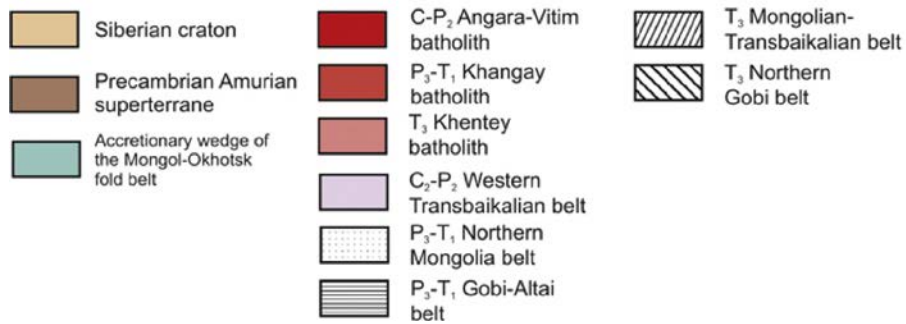 Siberian craton
Precambrian Amurian
superterrane
Accretionary wedge of
the Mongol-Okhotsk
fold belt
C-P₂ Angara-Vitim
batholith
P₃-T₁ Khangay
batholith
T₃ Khentey
batholith
C₂-P₂ Western
Transbaikalian belt
P₃-T₁ Northern
Mongolia belt
P₃-T₁ Gobi-Altai
belt
T₃ Mongolian-
Transbaikalian belt
T₃ Northern
Gobi belt